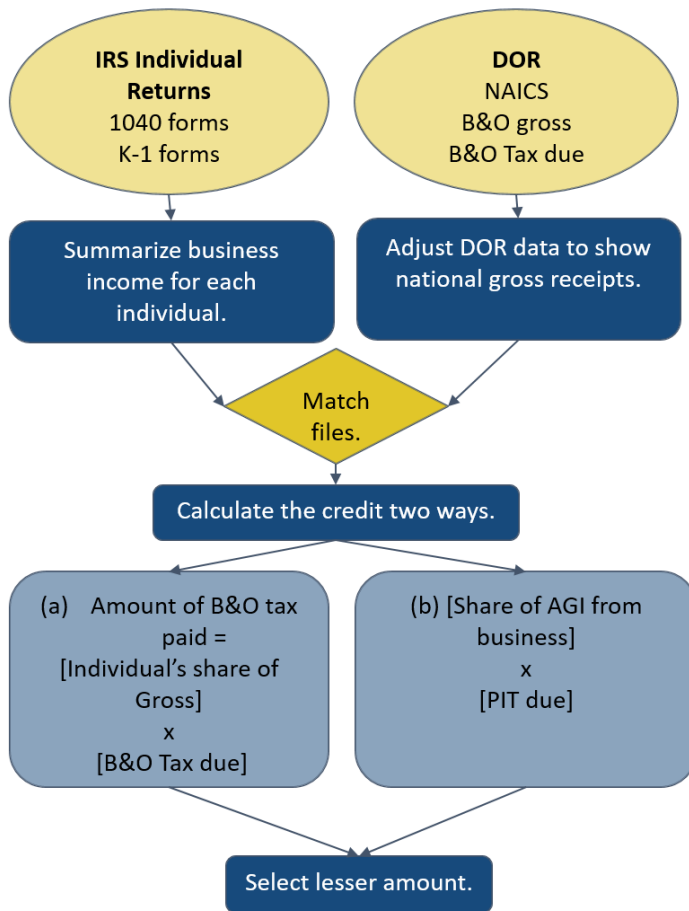 IRS Individual
Returns
1040 forms
K-1 forms
DOR
NAICS
B&O gross
B&O Tax due
Summarize business
income for each
individual.
Adjust DOR data to show
national gross receipts.
Match
files.
Calculate the credit two ways.
(a) Amount of B&O tax
paid =
[Individual’s share of
Gross]
x
[B&O Tax due]
(b) [Share of AGI from
business]
x
[PIT due]
Select lesser amount.